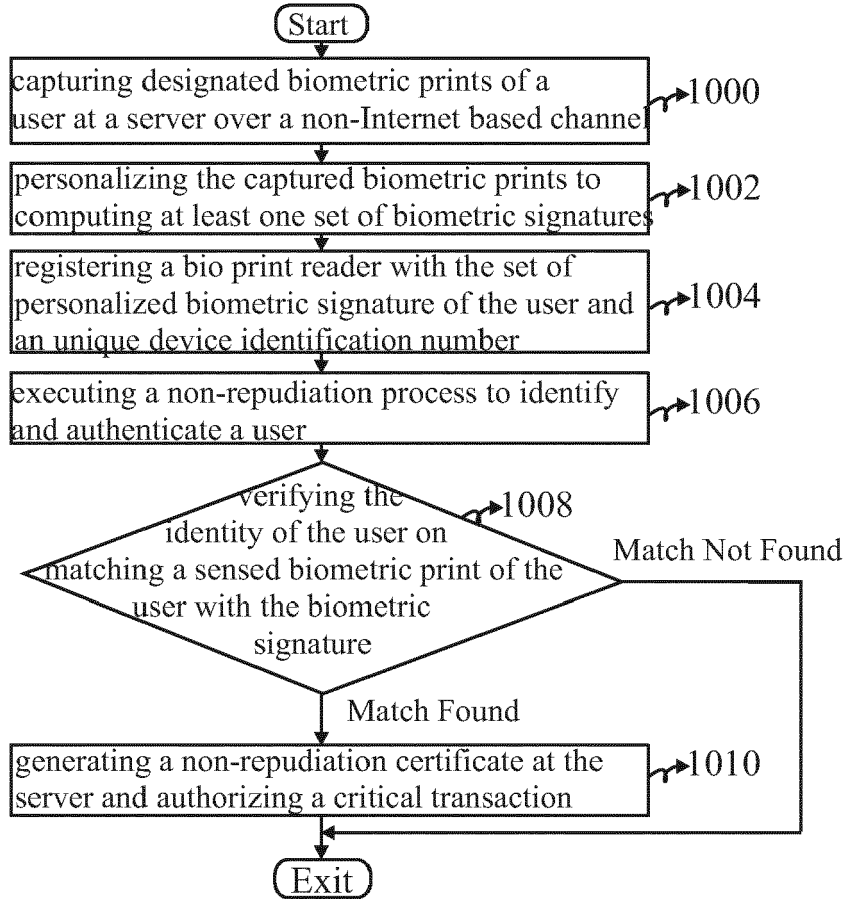 Start
capturing designated biometric prints of a
user at a server over a non-Internet based channel
1000
personalizing the captured biometric prints to
computing at least one set of biometric signatures
1002
registering a bio print reader with the set of
personalized biometric signature of the user and
an unique device identification number
1004
executing a non-repudiation process to identify
and authenticate a user
1006
verifying the
identity of the user on
matching a sensed biometric print of the
user with the biometric
signature
1008
Match Not Found
Match Found
generating a non-repudiation certificate at the
server and authorizing a critical transaction
1010
Exit